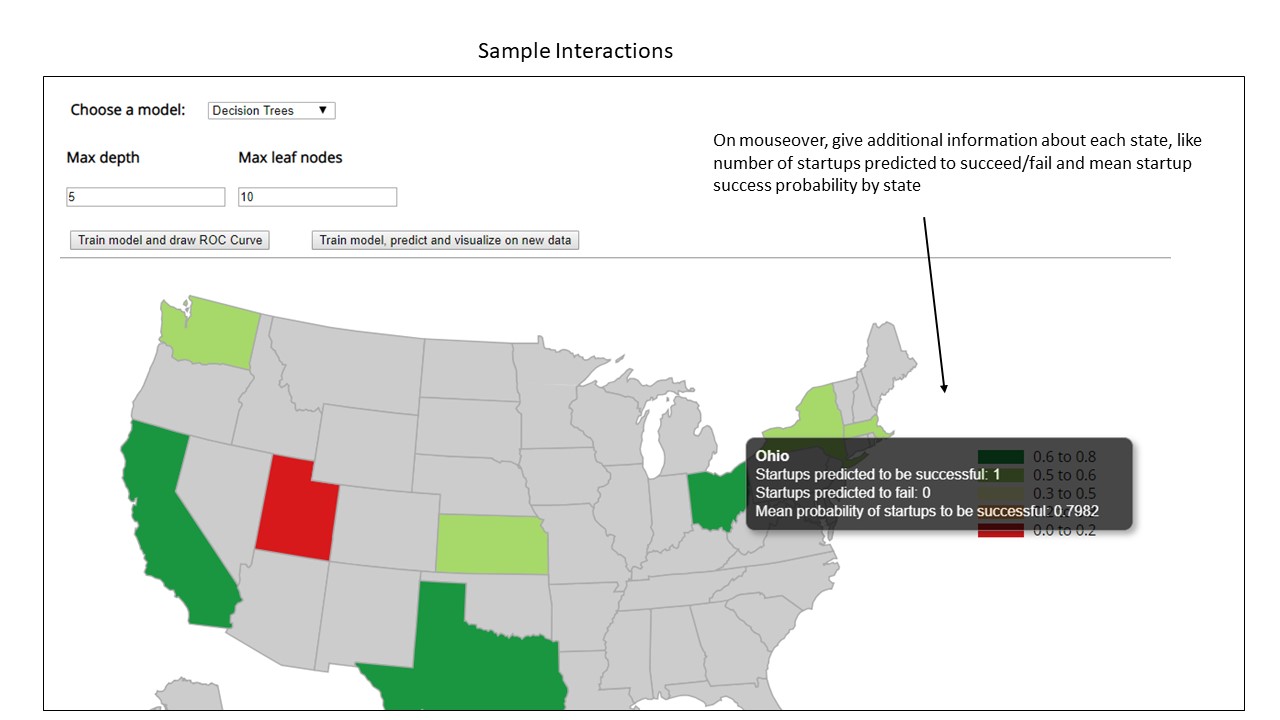 Sample Interactions
Choose a model: Decision Trees ▼
Max depth Max leaf nodes
5 10
Train model and draw ROC Curve Train model, predict and visualize on new data
On mouseover, give additional information about each state, like
number of startups predicted to succeed/fail and mean startup
success probability by state
Ohio
Startups predicted to be successful: 1
Startups predicted to fail: 0
Mean probability of startups to be successful: 0.7982
0.6 to 0.8
0.5 to 0.6
0.3 to 0.5
0.0 to 0.2